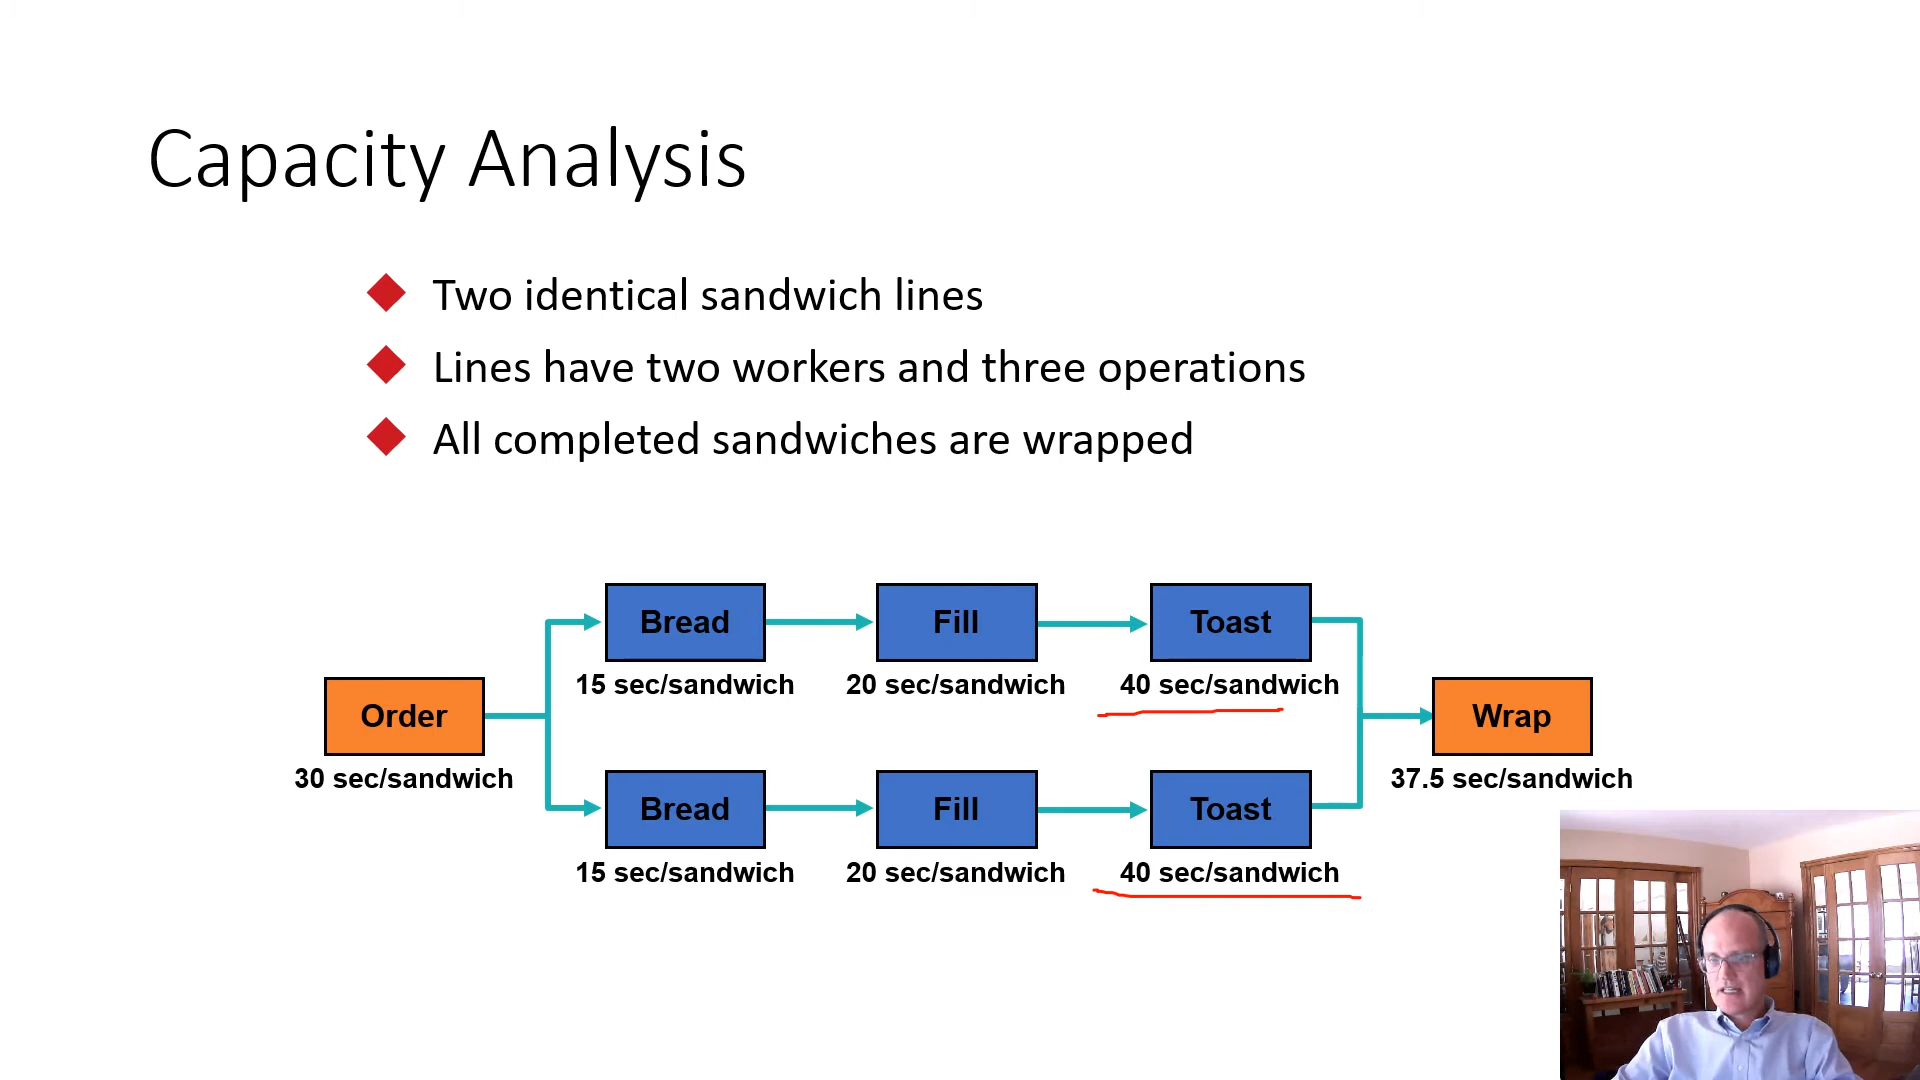 Capacity Analysis
Two identical sandwich lines
Lines have two workers and three operations
All completed sandwiches are wrapped
Bread
Fill
Toast
15 sec/sandwich
20 sec/sandwich
40 sec/sandwich
Order
Wrap
30 sec/sandwich
37.5 sec/sandwich
Bread
Fill
Toast
15 sec/sandwich
20 sec/sandwich
40 sec/sandwich